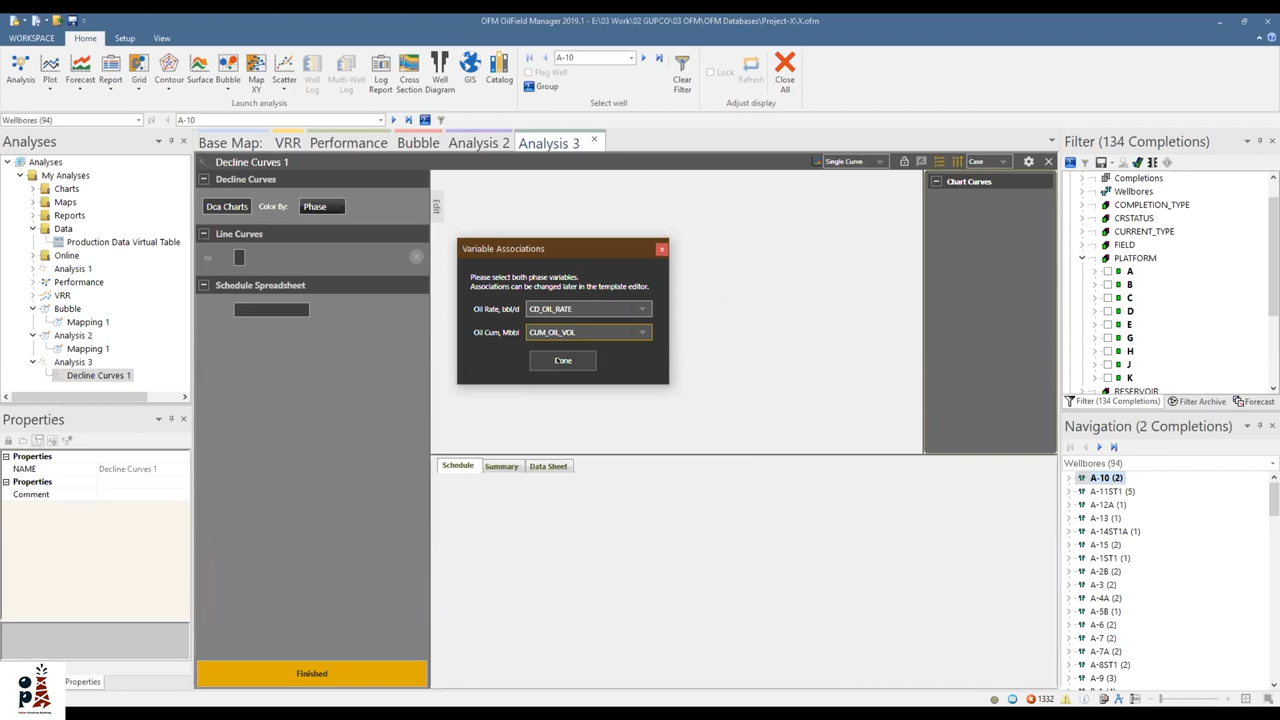 OFM OilField Manager 2019.1 - E:\03 Work\02 GUPCO\03 OFM\OFM Databases\Project-X\X.ofm
WORKSPACE Home Setup View
Analysis Plot Forecast Report Grid Contour Surface Bubble Map XY Scatter Well Log Multi-Well Log Log Report Cross Section Well Diagram GIS Catalog
A-10
Flag Well
Group
Clear Filter
Lock Refresh Close All
Launch analysis Select well Adjust display
Wellbores (94) A-10
Analyses
Analyses
My Analyses
Charts
Maps
Reports
Data
Production Data Virtual Table
Online
Analysis 1
Performance
VRR
Bubble
Mapping 1
Analysis 2
Mapping 1
Analysis 3
Decline Curves 1
Properties
Properties
NAME Decline Curves 1
Properties
Comment
Properties
Base Map: VRR Performance Bubble Analysis 2 Analysis 3
Decline Curves 1 Single Curve Case
Decline Curves
Dca Charts Color By: Phase
Line Curves
Schedule Spreadsheet
Finished
Edit
Chart Curves
Variable Associations
Please select both phase variables.
Associations can be changed later in the template editor.
Oil Rate, bbl/d CD_OIL_RATE
Oil Cum, Mbbl CUM_OIL_VOL
Done
Schedule Summary Data Sheet
Filter (134 Completions)
Completions
Wellbores
COMPLETION_TYPE
CRSTATUS
CURRENT_TYPE
FIELD
PLATFORM
A
B
C
D
E
G
H
J
K
RESERVOIR
Filter (134 Completions) Filter Archive Forecast
Navigation (2 Completions)
Wellbores (94)
A-10 (2)
A-11ST1 (5)
A-12A (1)
A-13 (1)
A-14ST1A (1)
A-15 (2)
A-1ST1 (1)
A-2B (2)
A-3 (2)
A-4A (2)
A-5B (1)
A-6 (2)
A-7 (2)
A-7A (2)
A-8ST1 (2)
A-9 (3)
1332